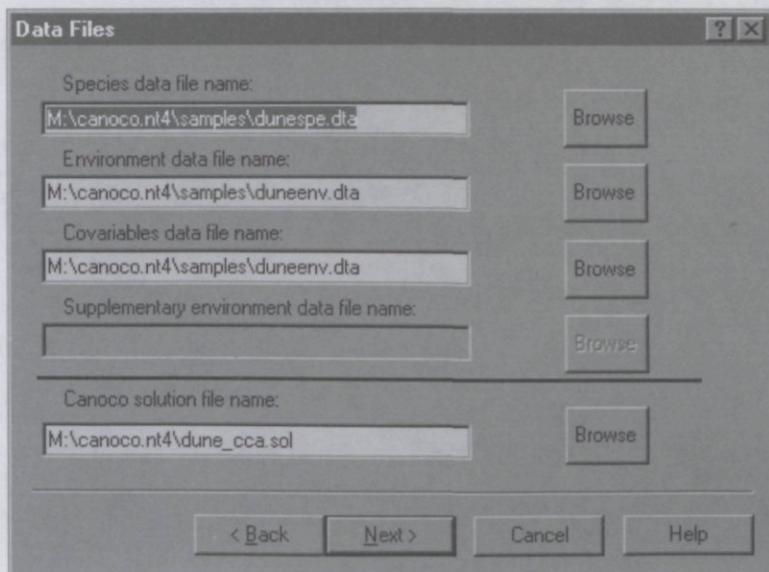 Data Files
Species data file name:
M:\canoco.nt4\samples\dunespe.dta
Browse
Environment data file name:
M:\canoco.nt4\samples\duneenv.dta
Browse
Covariables data file name:
M:\canoco.nt4\samples\duneenv.dta
Browse
Supplementary environment data file name:
Browse
Canoco solution file name:
M:\canoco.nt4\dune_cca.sol
Browse
< Back Next > Cancel Help